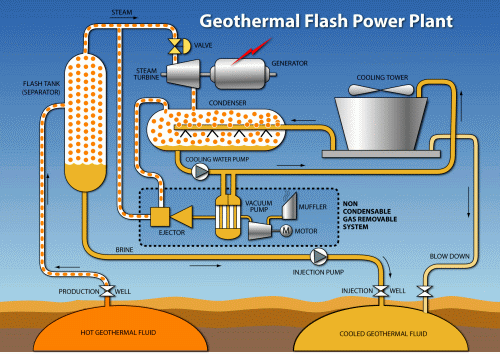 Geothermal Flash Power Plant
STEAM
VALVE
FLASH TANK
(SEPARATOR)
STEAM
TURBINE
GENERATOR
COOLING TOWER
CONDENSER
COOLING WATER PUMP
VACUUM
PUMP
MUFFLER
NON
CONDENSABLE
GAS REMOVABLE
SYSTEM
EJECTOR
M
MOTOR
BRINE
INJECTION PUMP
BLOW DOWN
PRODUCTION WELL
INJECTION WELL
HOT GEOTHERMAL FLUID
COOLED GEOTHERMAL FLUID